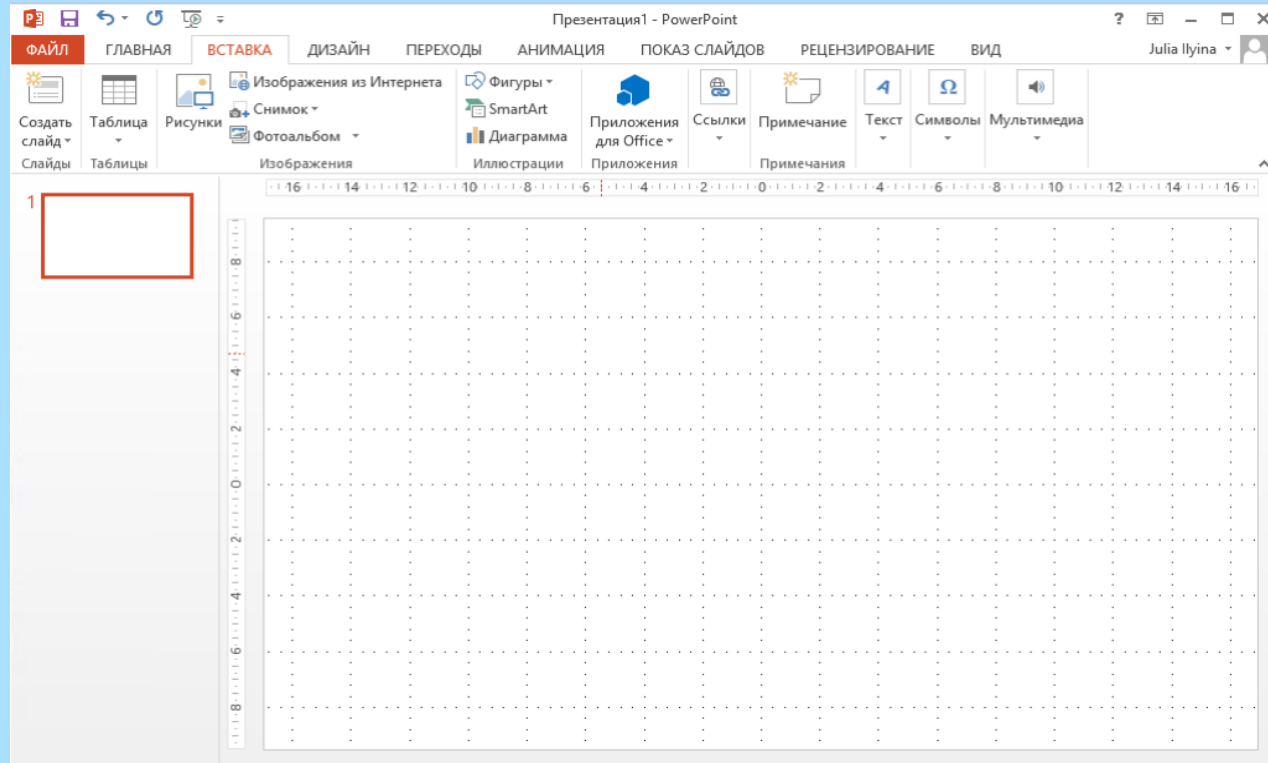 Презентация1 - PowerPoint
?
ФАЙЛ ГЛАВНАЯ ВСТАВКА ДИЗАЙН ПЕРЕХОДЫ АНИМАЦИЯ ПОКАЗ СЛАЙДОВ РЕЦЕНЗИРОВАНИЕ ВИД Julia Ilyina
Создать слайд
Таблица
Рисунки
Изображения из Интернета
Снимок
Фотоальбом
Фигуры
SmartArt
Диаграмма
Приложения для Office
Ссылки
Примечание
Текст
Символы
Мультимедиа
Слайды Таблицы Изображения Иллюстрации Приложения Примечания
16 14 12 10 8 6 4 2 0 2 4 6 8 10 12 14 16
1
8
6
4
2
0
2
4
6
8